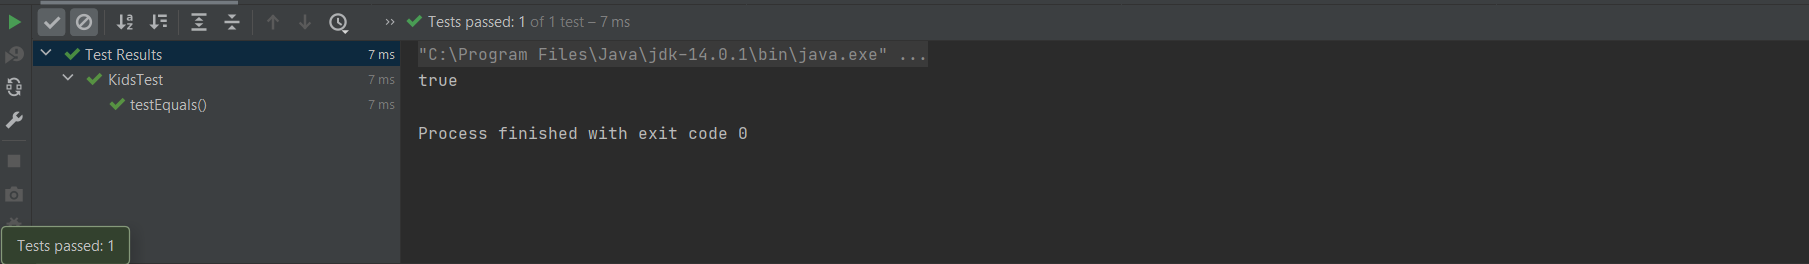 Tests passed: 1 of 1 test – 7 ms
Test Results 7 ms
KidsTest 7 ms
testEquals() 7 ms
"C:\Program Files\Java\jdk-14.0.1\bin\java.exe" ...
true
Process finished with exit code 0
Tests passed: 1